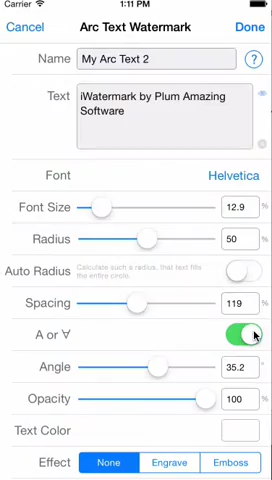 Carrier 1:11 PM
Cancel Arc Text Watermark Done
Name My Arc Text 2 ?
Text iWatermark by Plum Amazing
Software
Font Helvetica
Font Size 12.9 %
Radius 50 %
Auto Radius Calculate such a radius, that text fits
the entire circle.
Spacing 119 %
A or ∀
Angle 35.2 °
Opacity 100 %
Text Color
Effect None Engrave Emboss